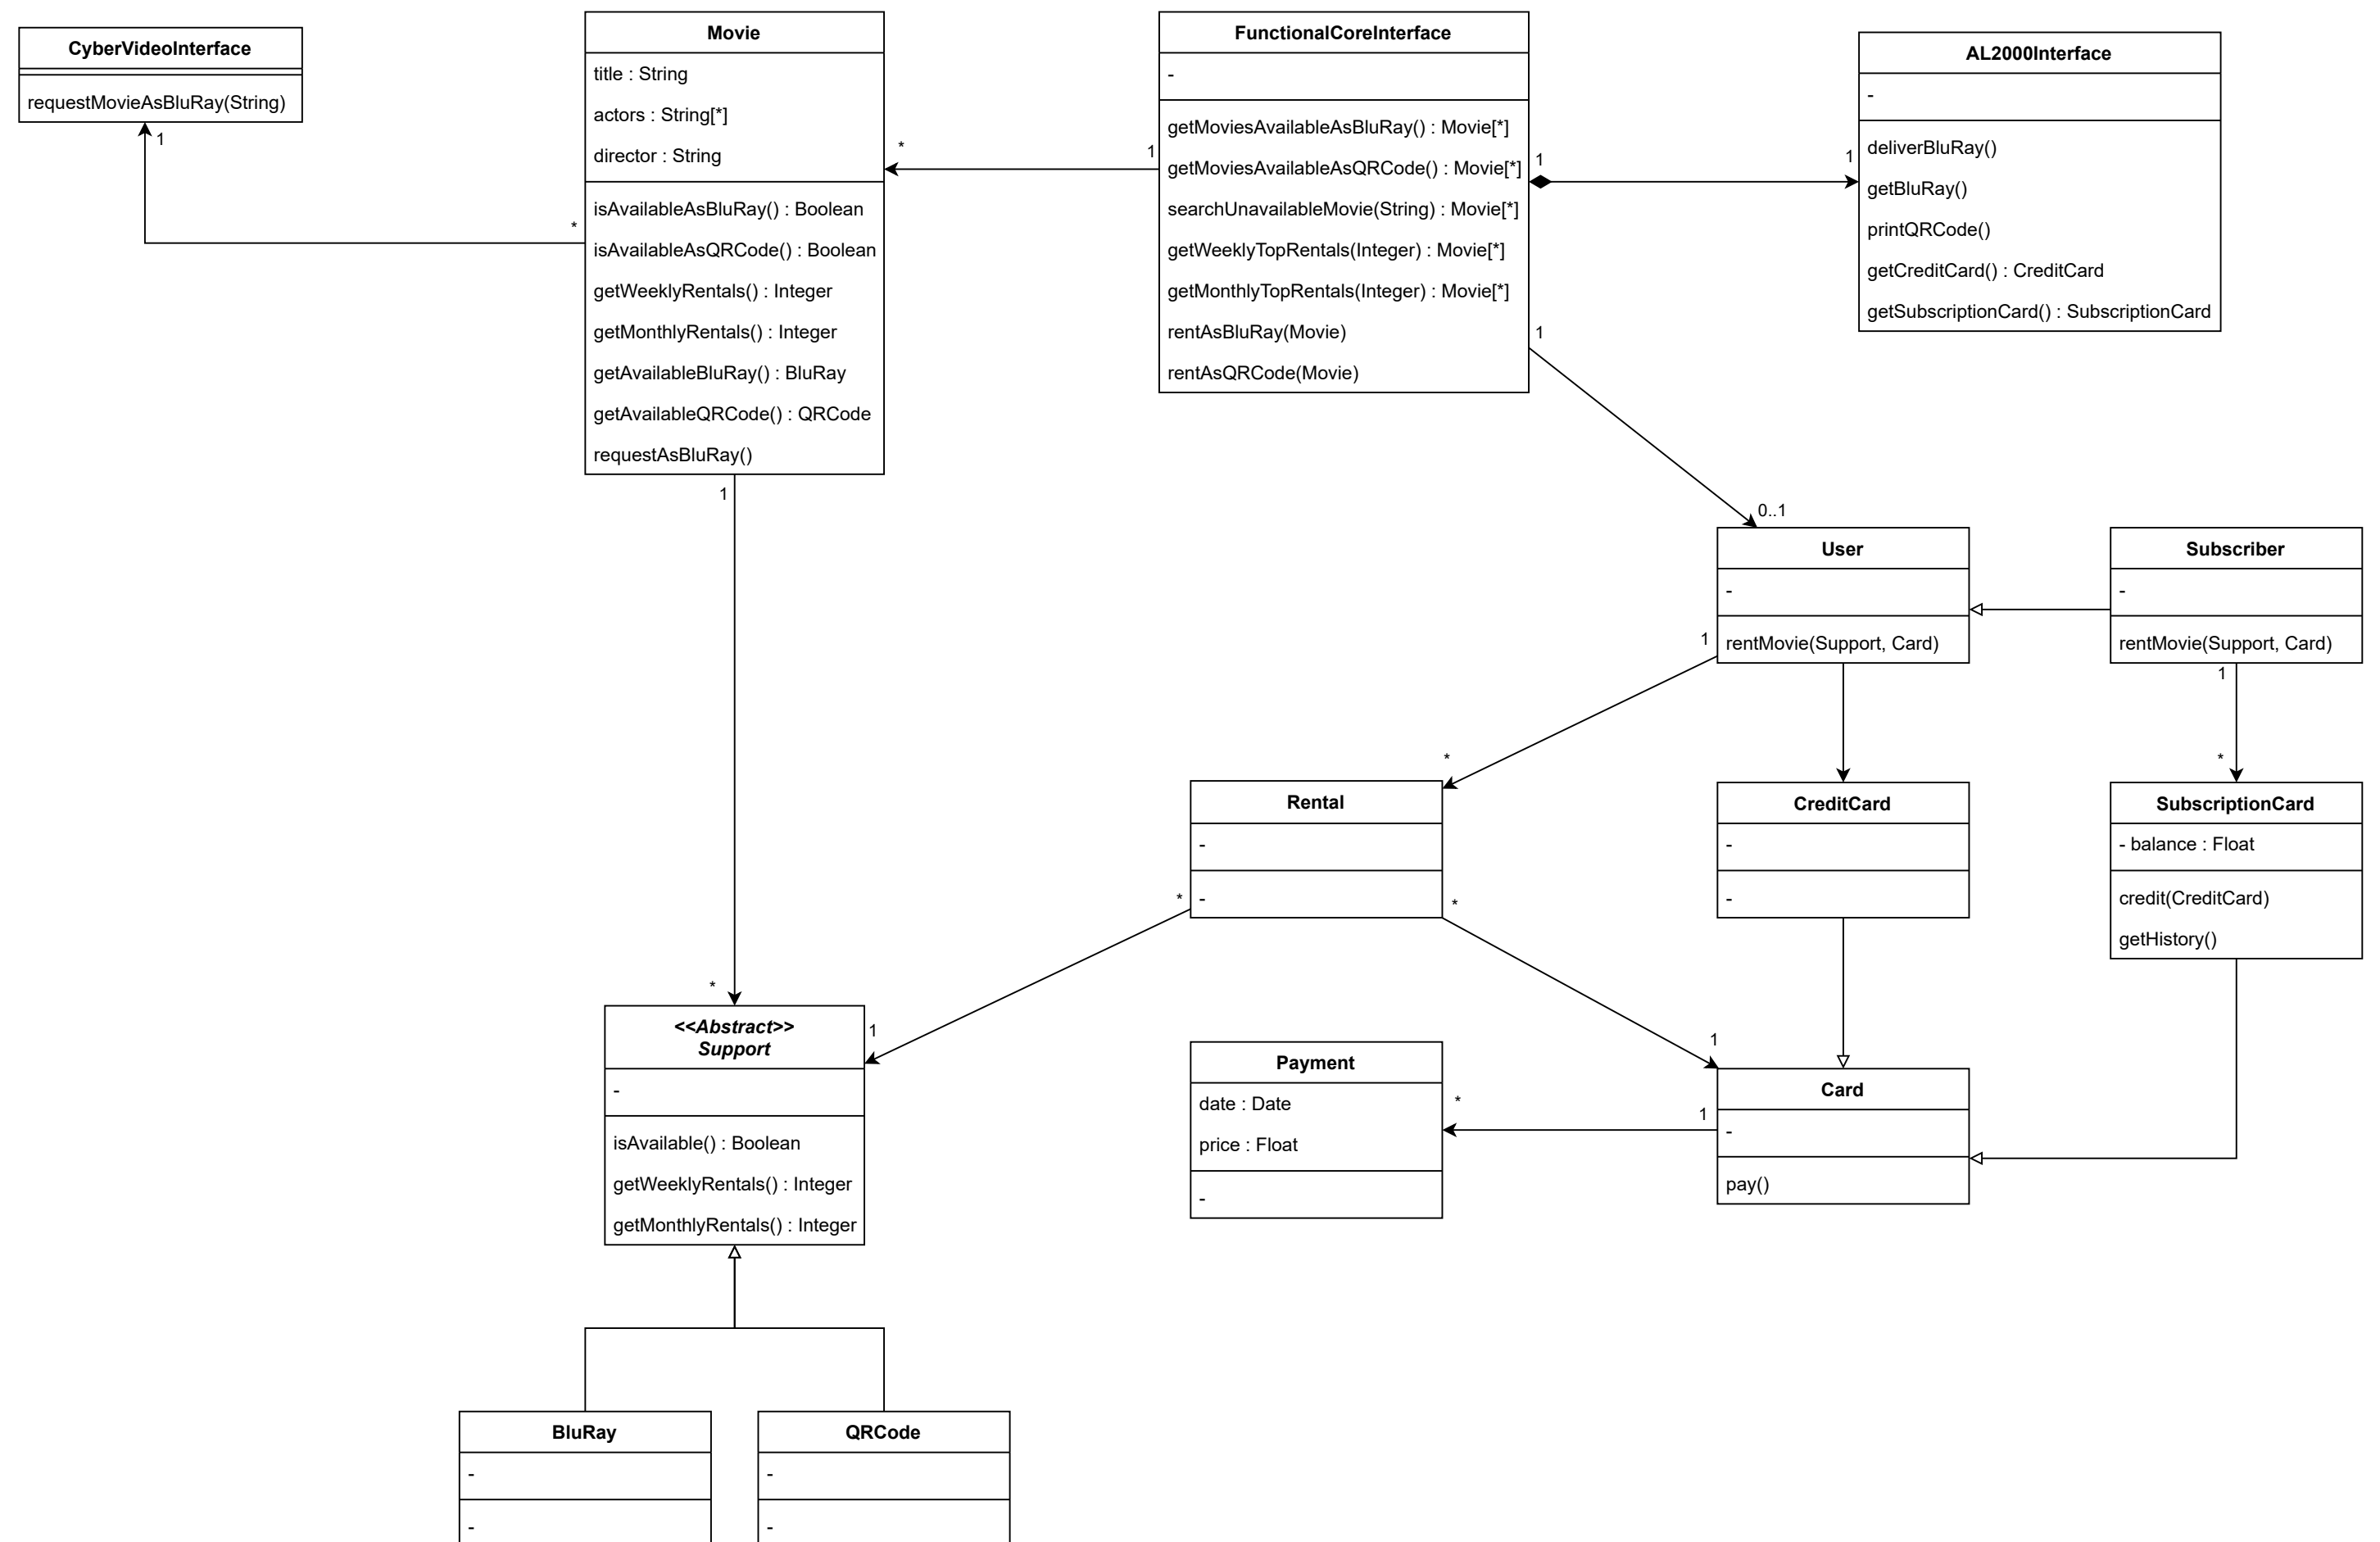 CyberVideoInterface
requestMovieAsBluRay(String)
1
*
Movie
title : String
actors : String[*]
director : String
isAvailableAsBluRay() : Boolean
isAvailableAsQRCode() : Boolean
getWeeklyRentals() : Integer
getMonthlyRentals() : Integer
getAvailableBluRay() : BluRay
getAvailableQRCode() : QRCode
requestAsBluRay()
*
1
FunctionalCoreInterface
-
getMoviesAvailableAsBluRay() : Movie[*]
getMoviesAvailableAsQRCode() : Movie[*]
searchUnavailableMovie(String) : Movie[*]
getWeeklyTopRentals(Integer) : Movie[*]
getMonthlyTopRentals(Integer) : Movie[*]
rentAsBluRay(Movie)
rentAsQRCode(Movie)
1
1
AL2000Interface
-
deliverBluRay()
getBluRay()
printQRCode()
getCreditCard() : CreditCard
getSubscriptionCard() : SubscriptionCard
1
0..1
User
-
rentMovie(Support, Card)
Subscriber
-
rentMovie(Support, Card)
1
*
1
*
Rental
-
-
CreditCard
-
-
SubscriptionCard
- balance : Float
credit(CreditCard)
getHistory()
*
1
*
1
1
*
<<Abstract>>
Support
-
isAvailable() : Boolean
getWeeklyRentals() : Integer
getMonthlyRentals() : Integer
Payment
date : Date
price : Float
-
*
1
Card
-
pay()
BluRay
-
-
QRCode
-
-